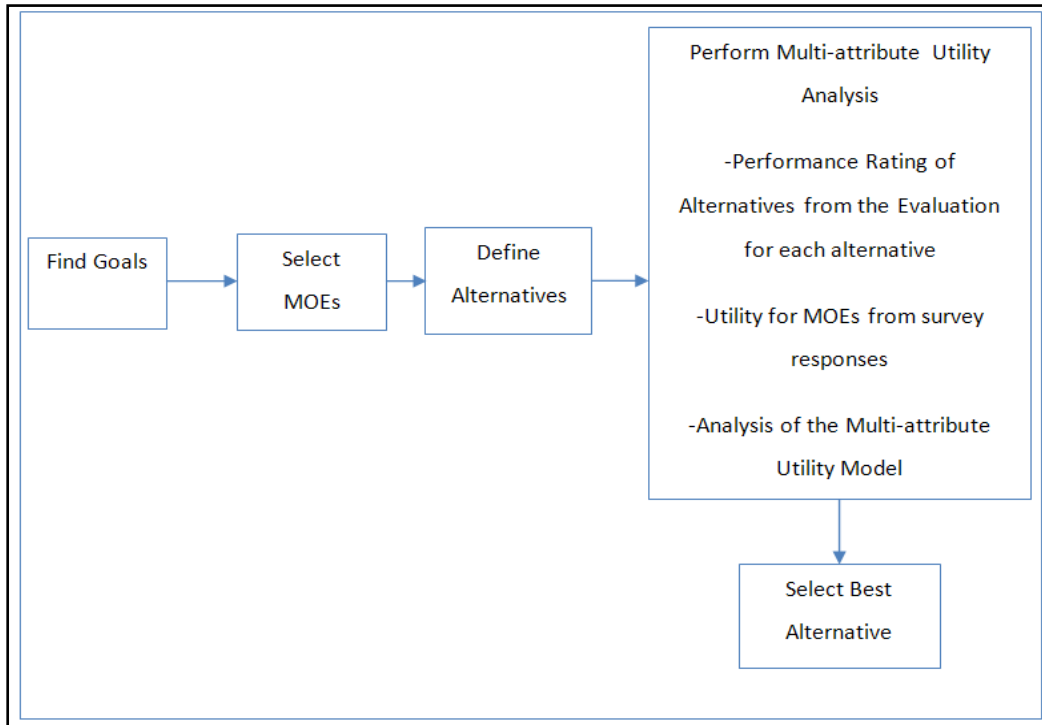 Find Goals
Select
MOEs
Define
Alternatives
Perform Multi-attribute Utility
Analysis
-Performance Rating of
Alternatives from the Evaluation
for each alternative
-Utility for MOEs from survey
responses
-Analysis of the Multi-attribute
Utility Model
Select Best
Alternative